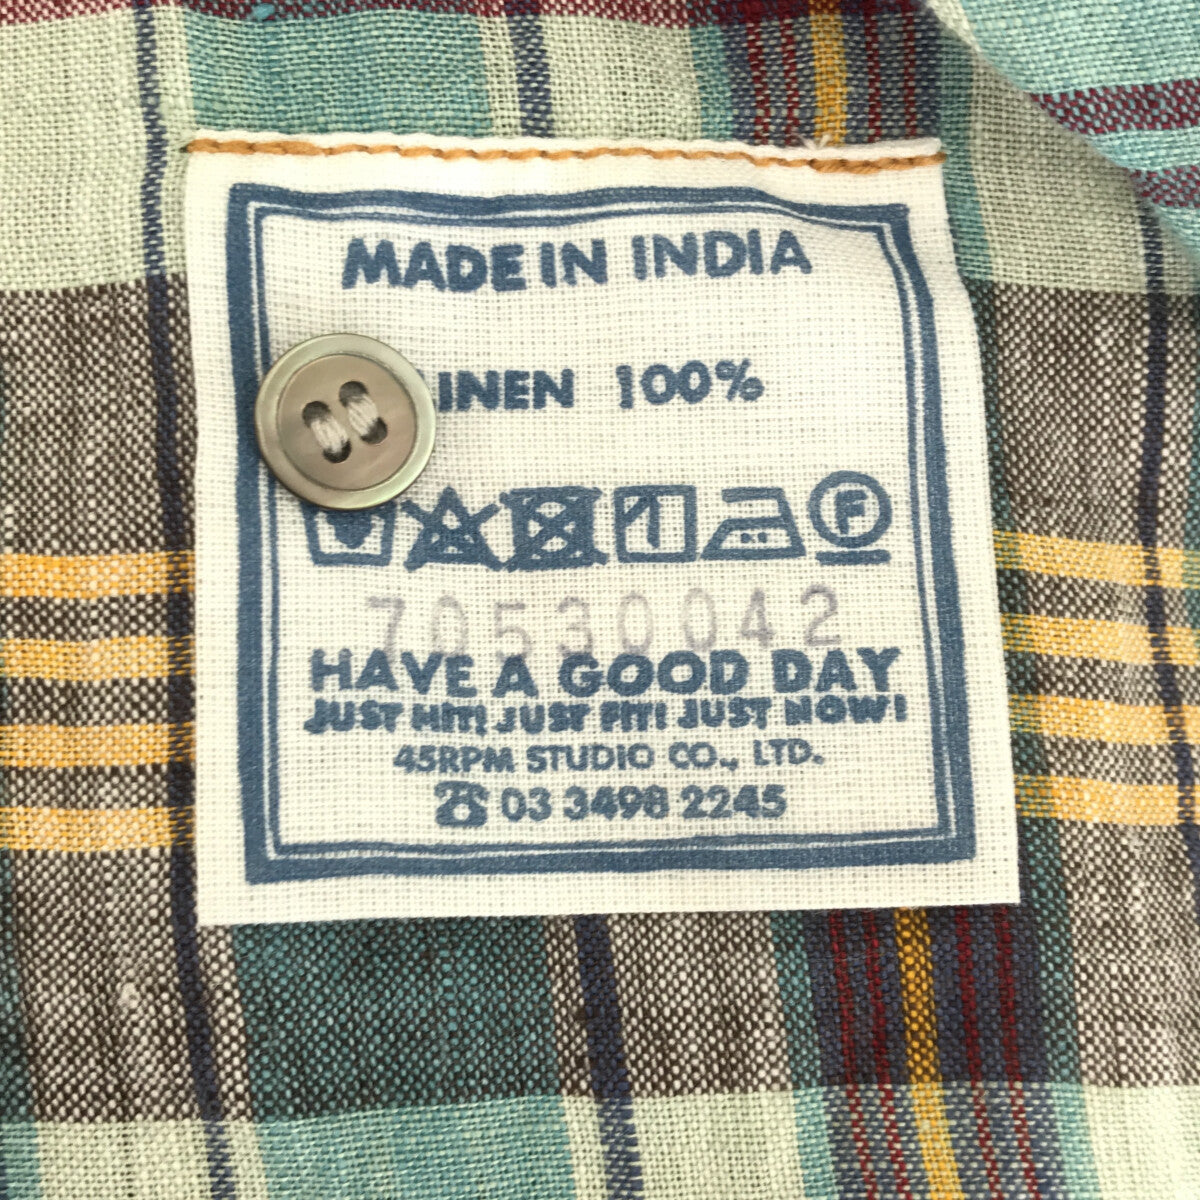 MADE IN INDIA
LINEN 100%
F
70530042
HAVE A GOOD DAY
JUST HIT! JUST FIT! JUST NOW!
45RPM STUDIO CO., LTD.
☎ 03 3498 2245